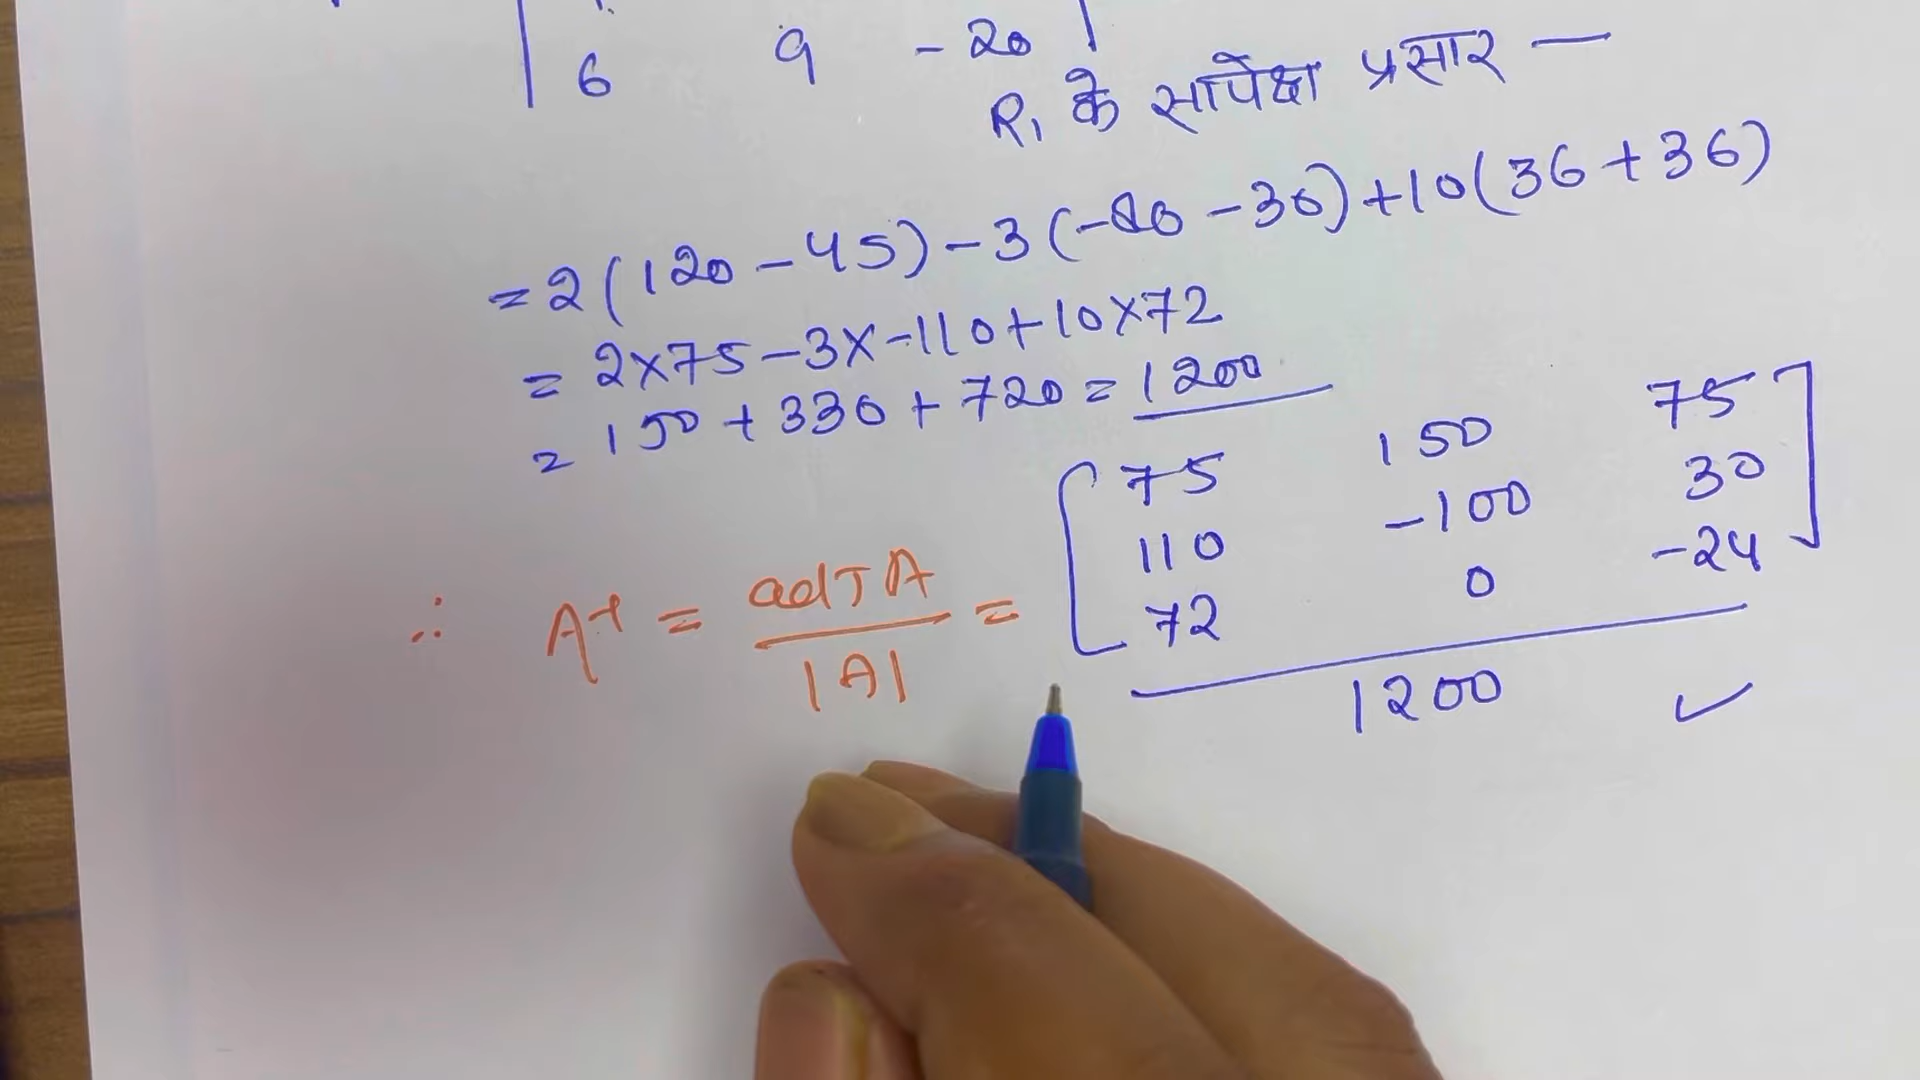 6 9 -20
R₁ के सापेक्ष प्रसार —
= 2(120 - 45) - 3(-80 - 30) + 10(36 + 36)
= 2×75 - 3×-110 + 10×72
= 150 + 330 + 720 = 1200
75 150 75
110 -100 30
72 0 -24
∴ A⁻¹ = adJ A / |A| =
1200 ✓